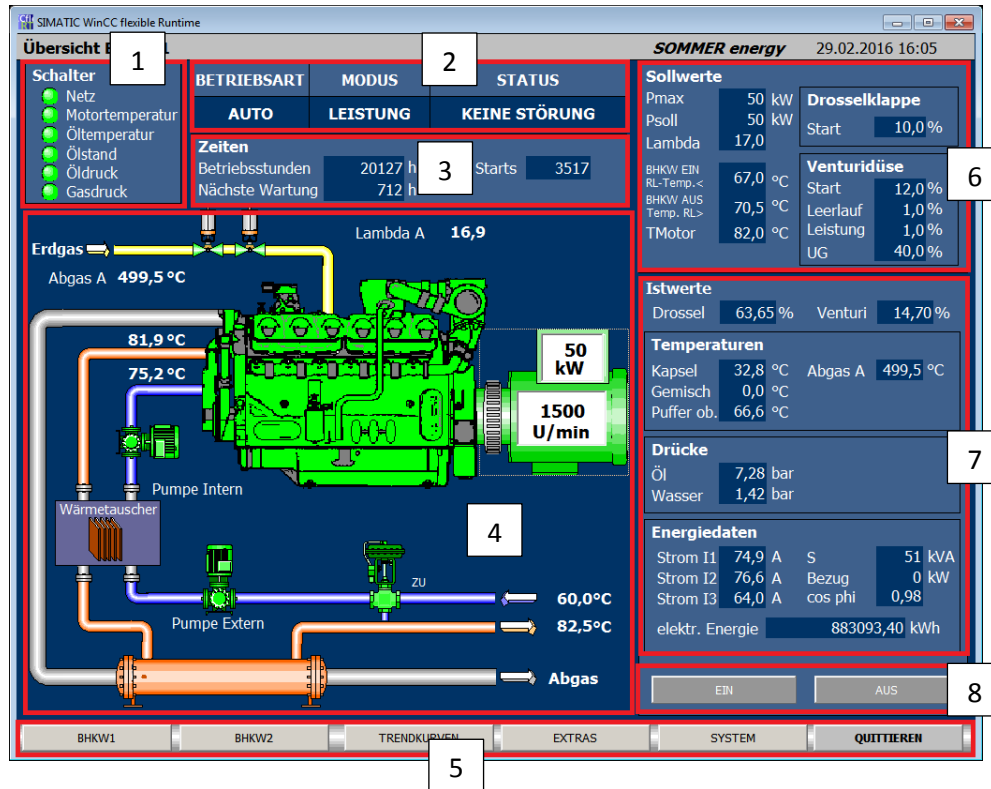 SIMATIC WinCC flexible Runtime
Übersicht
SOMMER energy 29.02.2016 16:05
1
2
Schalter
Netz
Motortemperatur
Öltemperatur
Ölstand
Öldruck
Gasdruck
BETRIEBSART MODUS STATUS
AUTO LEISTUNG KEINE STÖRUNG
Zeiten
Betriebsstunden 20127 h Starts 3517
Nächste Wartung 712 h
3
Sollwerte
Pmax 50 kW
Psoll 50 kW
Lambda 17,0
BHKW EIN
RL-Temp.< 67,0 °C
BHKW AUS
Temp. RL> 70,5 °C
TMotor 82,0 °C
Drosselklappe
Start 10,0 %
Venturidüse
Start 12,0 %
Leerlauf 1,0 %
Leistung 1,0 %
UG 40,0 %
6
Lambda A 16,9
Erdgas
Abgas A 499,5 °C
81,9 °C
75,2 °C
50
kW
1500
U/min
Pumpe Intern
Wärmetauscher
4
ZU
60,0°C
Pumpe Extern
82,5°C
Abgas
Istwerte
Drossel 63,65 % Venturi 14,70 %
Temperaturen
Kapsel 32,8 °C Abgas A 499,5 °C
Gemisch 0,0 °C
Puffer ob. 66,6 °C
Drücke
Öl 7,28 bar
Wasser 1,42 bar
7
Energiedaten
Strom I1 74,9 A S 51 kVA
Strom I2 76,6 A Bezug 0 kW
Strom I3 64,0 A cos phi 0,98
elektr. Energie 883093,40 kWh
EIN AUS
8
BHKW1 BHKW2 TRENDKURVEN EXTRAS SYSTEM QUITTIEREN
5